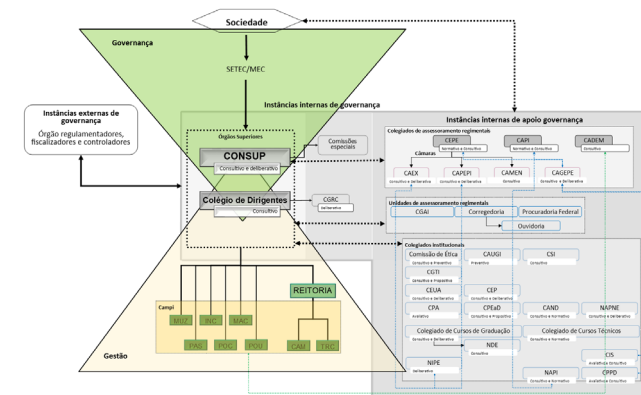 Sociedade
Governança
SETEC/MEC
Instâncias externas de
governança
Órgão regulamentadores,
fiscalizadores e controladores
Instâncias internas de governança
Órgãos Superiores
CONSUP
Consultivo e deliberativo
Comissões
especiais
Colégio de Dirigentes
Consultivo
CGRC
Deliberativo
REITORIA
Campi
MUZ
INC
MAC
PAS
POC
POU
CAM
TRC
Gestão
Instâncias internas de apoio governança
Colegiados de assessoramento regimentais
CEPE
Normativo e Consultivo
CAPI
Normativo e Consultivo
CADEM
Consultivo
Câmaras
CAEX
Consultivo e Deliberativo
CAPEPI
Consultivo e Deliberativo
CAMEN
Consultivo
CAGEPE
Consultivo e Deliberativo
Unidades de assessoramento regimentais
CGAI
Corregedoria
Procuradoria Federal
Ouvidoria
Colegiados Institucionais
Comissão de Ética
Consultivo e Preventivo
CAUGI
Preventivo
CSI
Consultivo
CGTI
Consultivo e Propositivo
CEUA
Consultivo e Deliberativo
CEP
Consultivo e Deliberativo
CPA
Avaliativo
CPEaD
Consultivo e Propositivo
CAND
Consultivo e Normativo
NAPNE
Consultivo e Deliberativo
Colegiado de Cursos de Graduação
Consultivo e Deliberativo
Colegiado de Cursos Técnicos
Consultivo e Normativo
NDE
Consultivo
CIS
Avaliativo e Consultivo
NIPE
Deliberativo
NAPI
Consultivo e Normativo
CPPD
Avaliativo e Consultivo